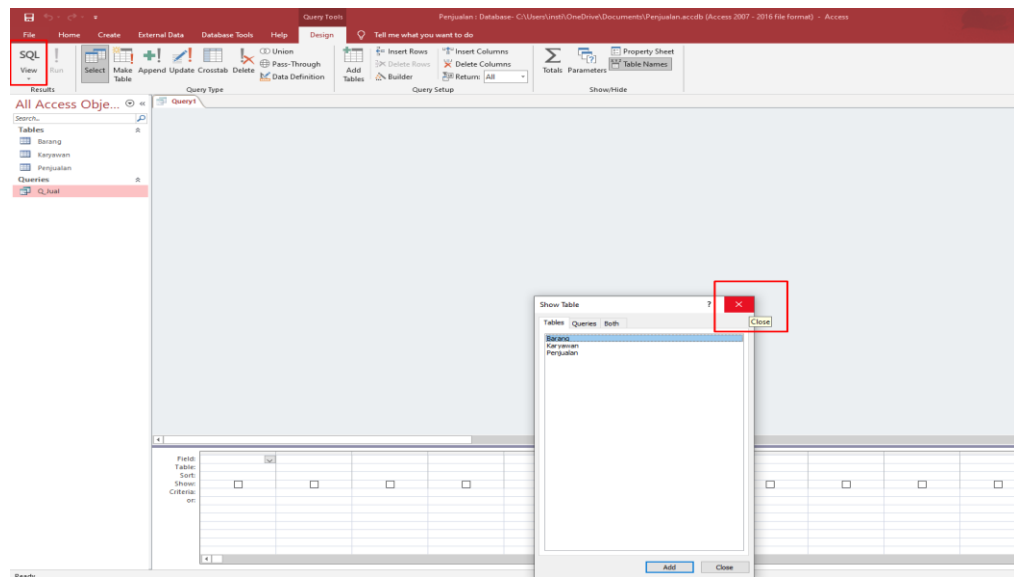 Query Tools
Penjualan : Database- C:\Users\insti\OneDrive\Documents\Penjualan.accdb (Access 2007 - 2016 file format) - Access
File Home Create External Data Database Tools Help Design Tell me what you want to do
SQL
View
Run
Results
Select
Make Table
Append
Update
Crosstab
Delete
Union
Pass-Through
Data Definition
Query Type
Add Tables
Insert Rows
Delete Rows
Builder
Insert Columns
Delete Columns
Return: All
Query Setup
Totals
Parameters
Property Sheet
Table Names
Show/Hide
All Access Obje...
Search...
Tables
Barang
Karyawan
Penjualan
Queries
Q_Jual
Query1
Show Table ?
Close
Tables Queries Both
Barang
Karyawan
Penjualan
Add Close
Field:
Table:
Sort:
Show:
Criteria:
or:
Ready